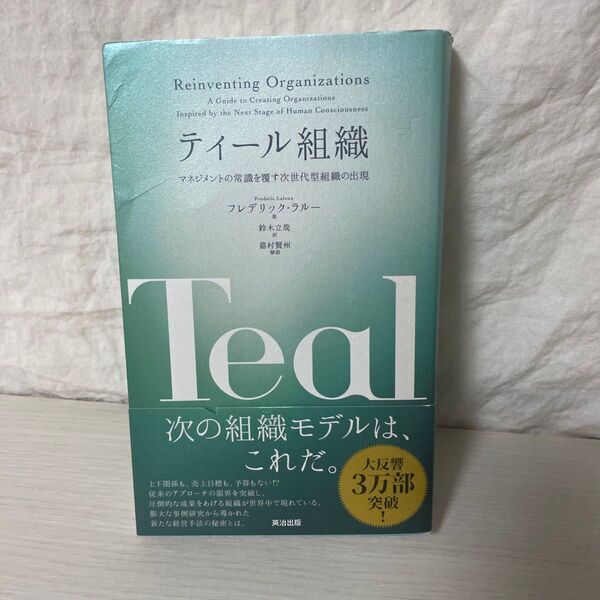 Reinventing Organizations
A Guide to Creating Organizations
Inspired by the Next Stage of Human Consciousness
ティール組織
マネジメントの常識を覆す次世代型組織の出現
Frederic Laloux
フレデリック・ラルー
著
鈴木立哉
訳
嘉村賢州
解説
Teal
次の組織モデルは、
これだ。
上下関係も、売上目標も、予算もない!?
従来のアプローチの限界を突破し、
圧倒的な成果をあげる組織が世界中で現れている。
膨大な事例研究から導かれた
新たな経営手法の秘密とは。
大反響
3万部
突破!
英治出版